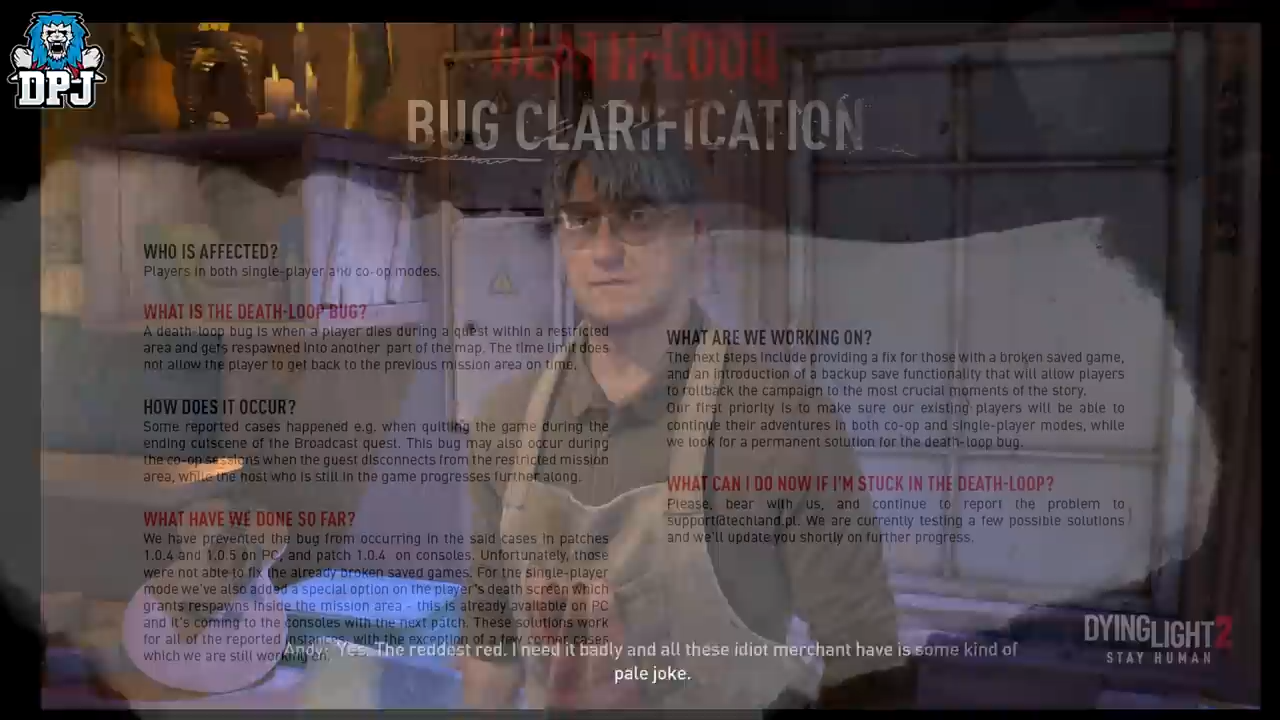 DPJ
DEATH-LOOP
BUG CLARIFICATION
WHO IS AFFECTED?
Players in both single-player and co-op modes.
WHAT IS THE DEATH-LOOP BUG?
A death-loop bug is when a player dies during a quest within a restricted
area and gets respawned into another part of the map. The time limit does
not allow the player to get back to the previous mission area on time.
HOW DOES IT OCCUR?
Some reported cases happened e.g. when quitting the game during the
ending cutscene of the Broadcast quest. This bug may also occur during
the co-op sessions when the guest disconnects from the restricted mission
area, while the host who is still in the game progresses further along.
WHAT HAVE WE DONE SO FAR?
We have prevented the bug from occurring in the said cases in patches
1.0.4 and 1.0.5 on PC, and patch 1.0.4 on consoles. Unfortunately, those
were not able to fix the already broken saved games. For the single-player
mode we've also added a special option on the player's death screen which
grants respawns inside the mission area - this is already available on PC
and it's coming to the consoles with the next patch. These solutions work
for all of the reported instances, with the exception of a few corner cases
which we are still working on.
WHAT ARE WE WORKING ON?
The next steps include providing a fix for those with a broken saved game,
and an introduction of a backup save functionality that will allow players
to rollback the campaign to the most crucial moments of the story.
Our first priority is to make sure our existing players will be able to
continue their adventures in both co-op and single-player modes, while
we look for a permanent solution for the death-loop bug.
WHAT CAN I DO NOW IF I'M STUCK IN THE DEATH-LOOP?
Please, bear with us, and continue to report the problem to
support@techland.pl. We are currently testing a few possible solutions
and we'll update you shortly on further progress.
DYING LIGHT 2
STAY HUMAN
Andy: Yes. The reddest red. I need it badly and all these idiot merchant have is some kind of
pale joke.